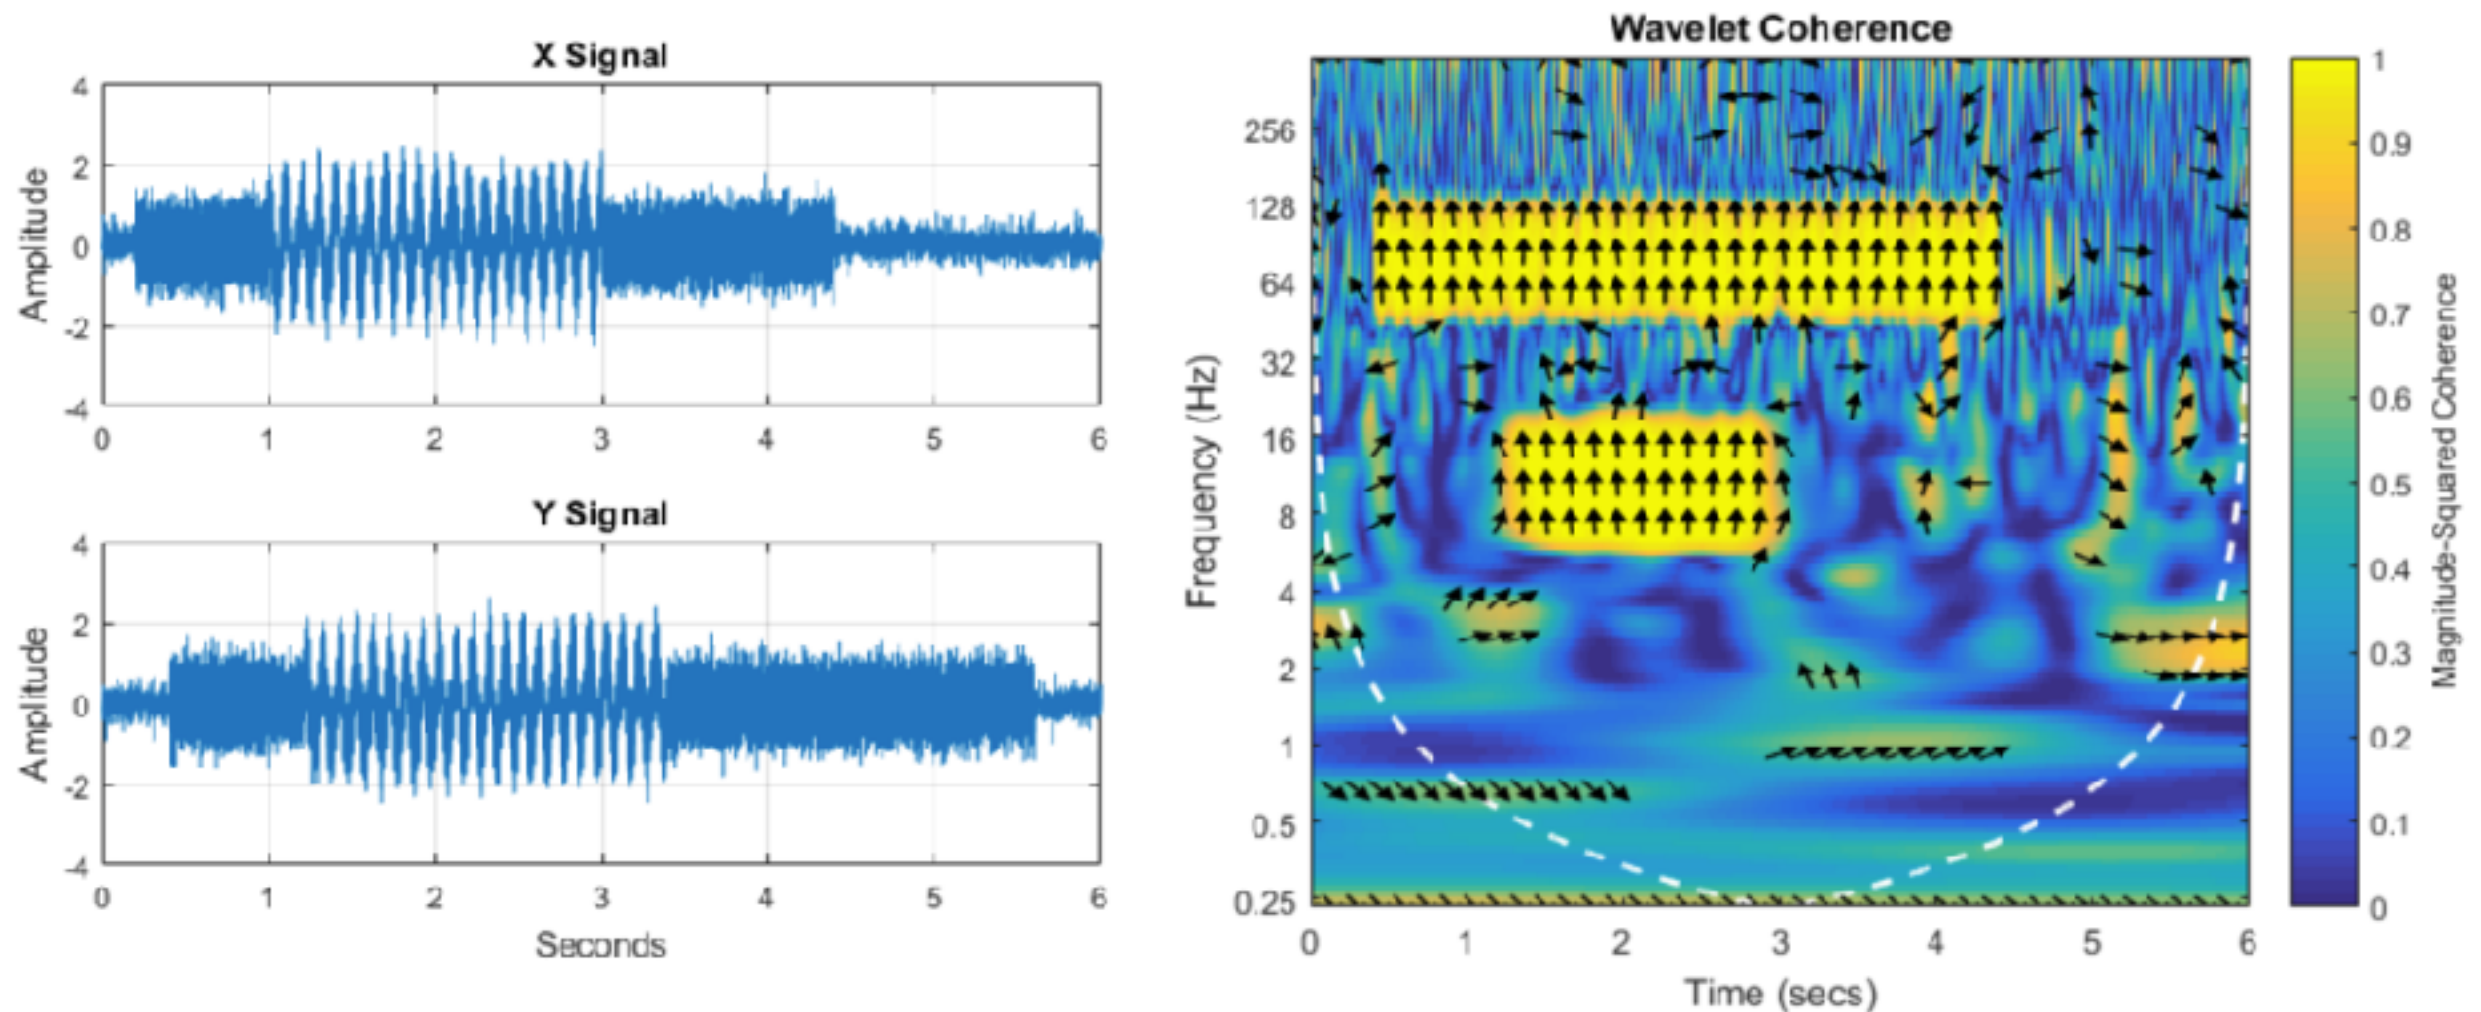 X Signal
Amplitude
4
2
0
-2
-4
0 1 2 3 4 5 6
Y Signal
Amplitude
4
2
0
-2
-4
0 1 2 3 4 5 6
Seconds
Wavelet Coherence
Frequency (Hz)
256
128
64
32
16
8
4
2
1
0.5
0.25
0 1 2 3 4 5 6
Time (secs)
1
0.9
0.8
0.7
0.6
0.5
0.4
0.3
0.2
0.1
0
Magnitude-Squared Coherence